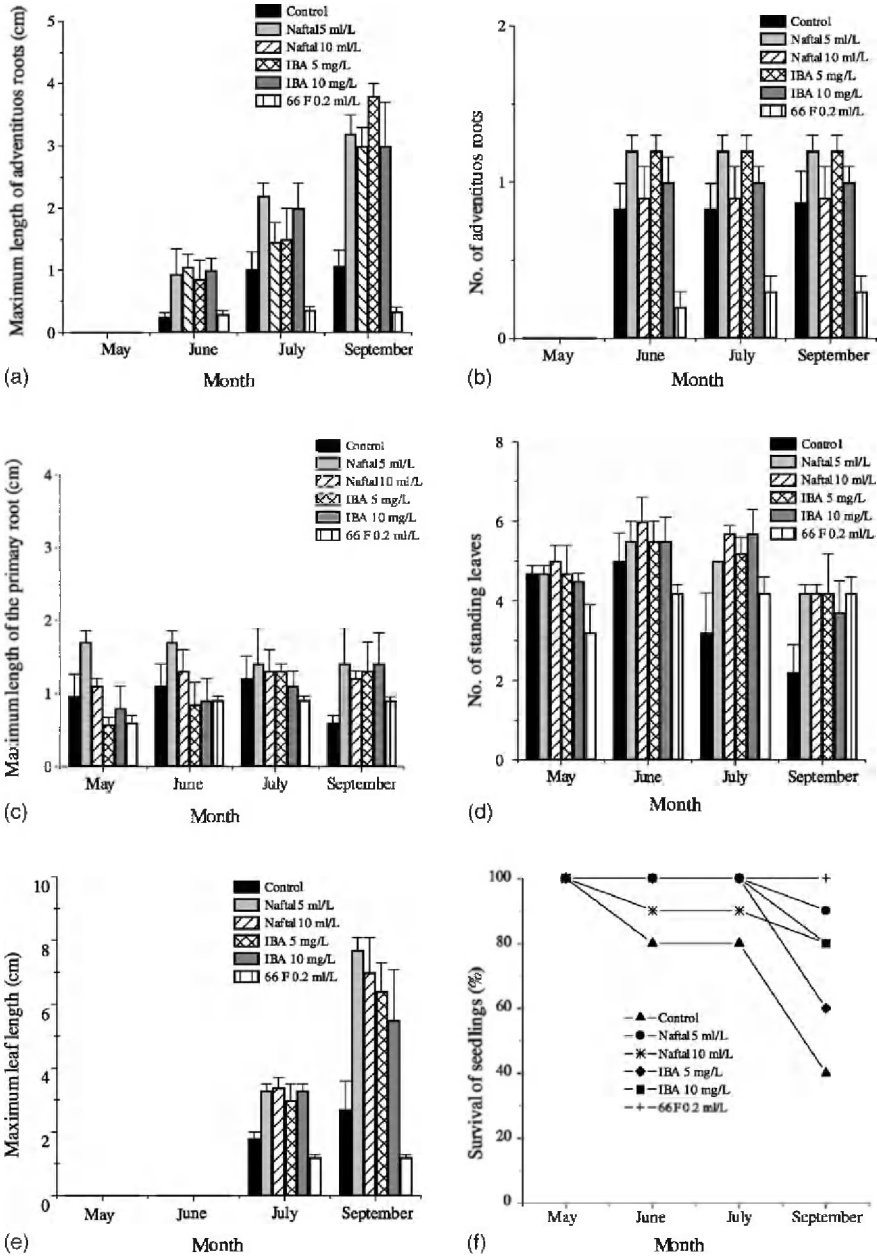 Maximum length of adventituos roots (cm)
5
4
3
2
1
0
Control
Naftal 5 ml/L
Naftal 10 ml/L
IBA 5 mg/L
IBA 10 mg/L
66 F 0.2 ml/L
May June July September
Month
(a)
No. of adventituos roots
2
1
0
Control
Naftal 5 ml/L
Naftal 10 ml/L
IBA 5 mg/L
IBA 10 mg/L
66 F 0.2 ml/L
May June July September
Month
(b)
Maximum length of the primary root (cm)
4
3
2
1
0
Control
Naftal 5 ml/L
Naftal 10 ml/L
IBA 5 mg/L
IBA 10 mg/L
66 F 0.2 ml/L
May June July September
Month
(c)
No. of standing leaves
8
6
4
2
0
Control
Naftal 5 ml/L
Naftal 10 ml/L
IBA 5 mg/L
IBA 10 mg/L
66 F 0.2 ml/L
May June July September
Month
(d)
Maximum leaf length (cm)
10
8
6
4
2
0
Control
Naftal 5 ml/L
Naftal 10 ml/L
IBA 5 mg/L
IBA 10 mg/L
66 F 0.2 ml/L
May June July September
Month
(e)
Survival of seedlings (%)
100
80
60
40
20
0
Control
Naftal 5 ml/L
Naftal 10 ml/L
IBA 5 mg/L
IBA 10 mg/L
66 F 0.2 ml/L
May June July September
Month
(f)